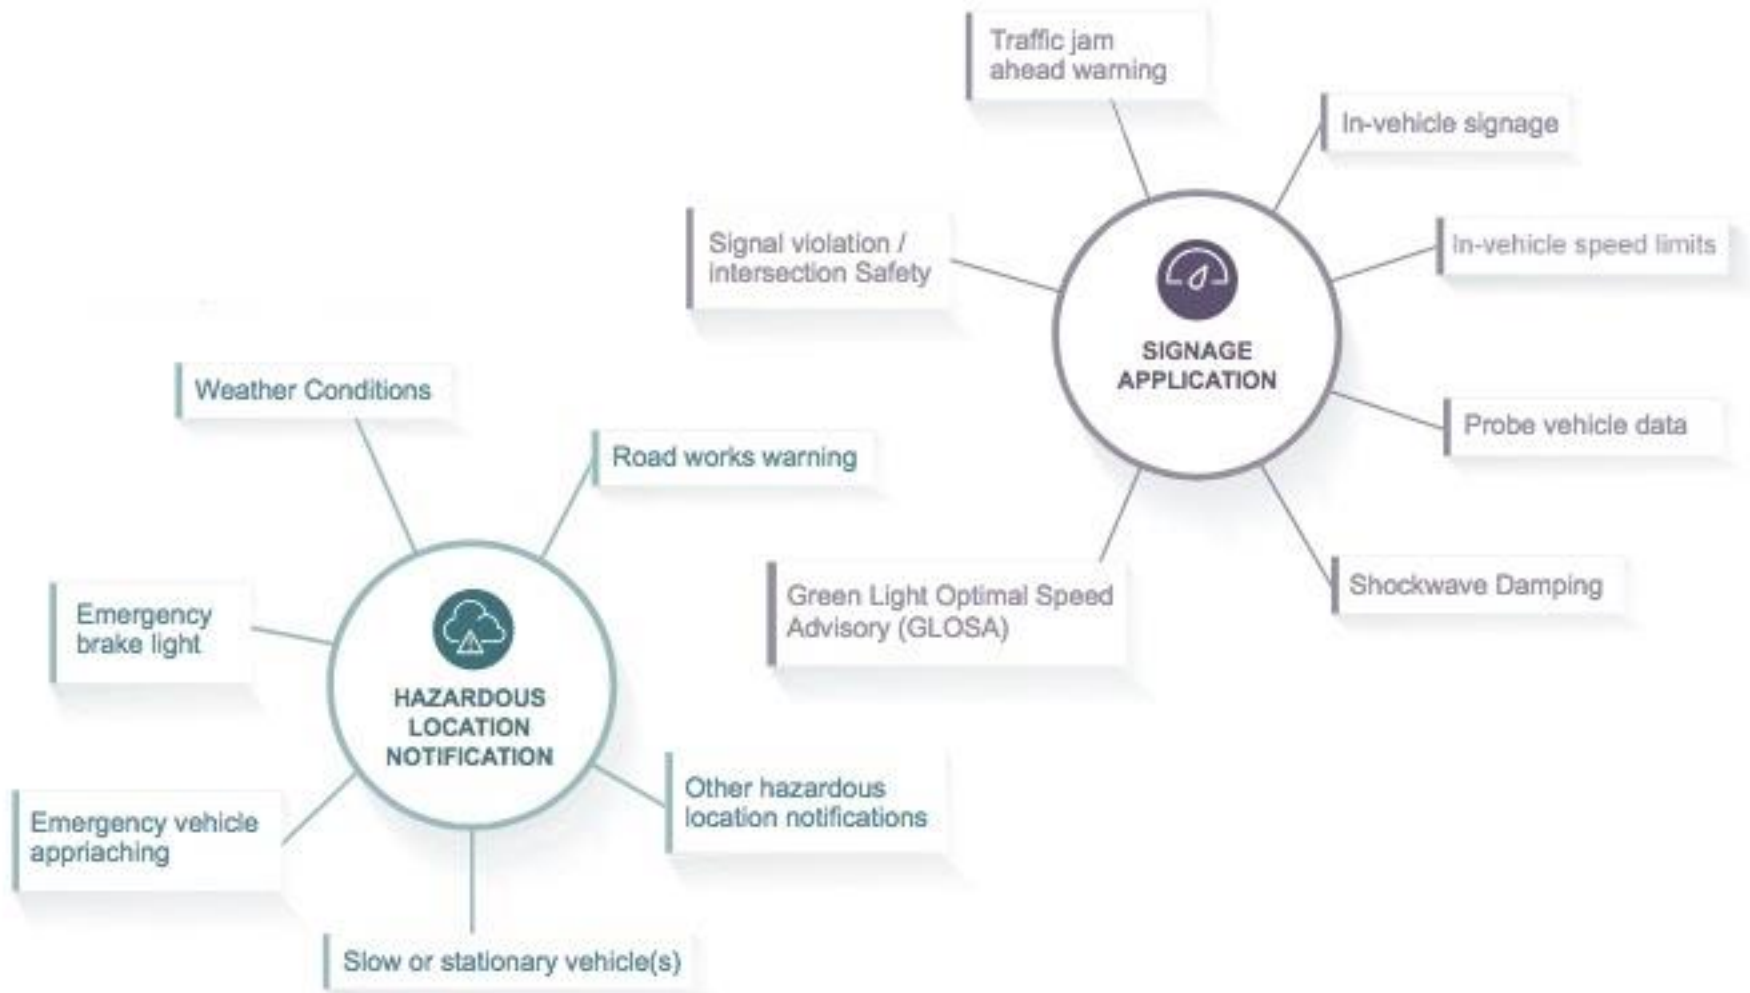 Traffic jam
ahead warning
In-vehicle signage
Signal violation /
intersection Safety
In-vehicle speed limits
SIGNAGE
APPLICATION
Probe vehicle data
Green Light Optimal Speed
Advisory (GLOSA)
Shockwave Damping
Weather Conditions
Road works warning
Emergency
brake light
HAZARDOUS
LOCATION
NOTIFICATION
Other hazardous
location notifications
Emergency vehicle
appriaching
Slow or stationary vehicle(s)